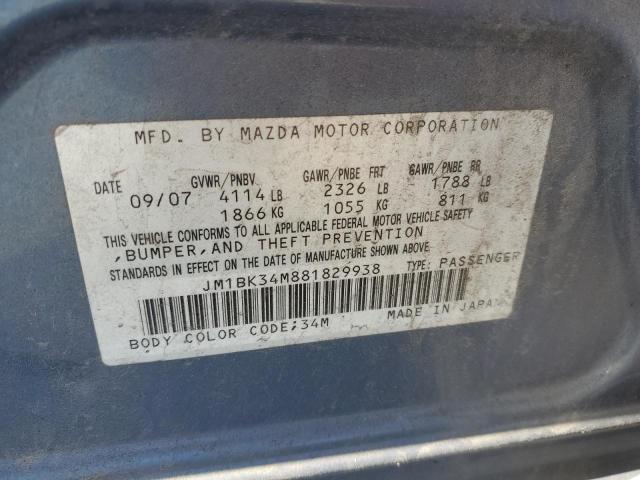 MFD. BY MAZDA MOTOR CORPORATION
DATE GVWR/PNBV GAWR/PNBE FRT GAWR/PNBE RR
09/07 4114 LB 2326 LB 1788 LB
1866 KG 1055 KG 811 KG
THIS VEHICLE CONFORMS TO ALL APPLICABLE FEDERAL MOTOR VEHICLE SAFETY
,BUMPER,AND THEFT PREVENTION
STANDARDS IN EFFECT ON THE DATE OF MANUFACTURE SHOWN ABOVE.
JM1BK34M881829938 TYPE: PASSENGER
BODY COLOR CODE:34M MADE IN JAPAN